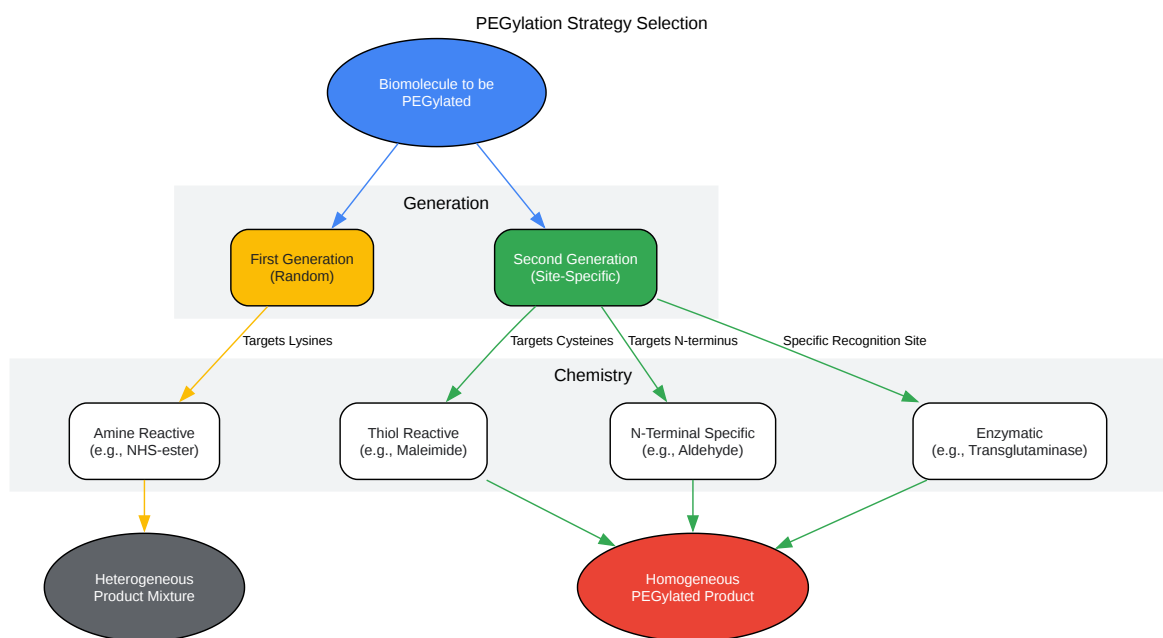 PEGylation Strategy Selection
Biomolecule to be
PEGylated
Generation
First Generation
(Random)
Second Generation
(Site-Specific)
Targets Lysines
Targets Cysteines
Targets N-terminus
Specific Recognition Site
Chemistry
Amine Reactive
(e.g., NHS-ester)
Thiol Reactive
(e.g., Maleimide)
N-Terminal Specific
(e.g., Aldehyde)
Enzymatic
(e.g., Transglutaminase)
Heterogeneous
Product Mixture
Homogeneous
PEGylated Product